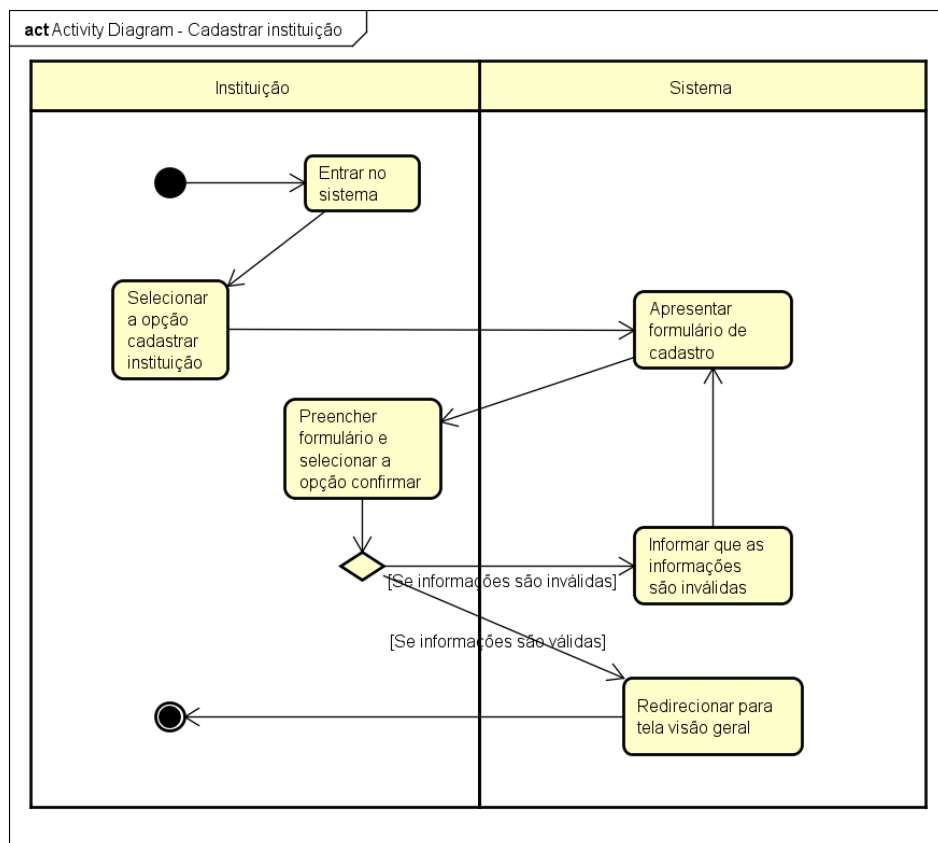 act Activity Diagram - Cadastrar instituição
Instituição
Sistema
Entrar no
sistema
Selecionar
a opção
cadastrar
instituição
Apresentar
formulário de
cadastro
Preencher
formulário e
selecionar a
opção confirmar
[Se informações são inválidas]
Informar que as
informações
são inválidas
[Se informações são válidas]
Redirecionar para
tela visão geral